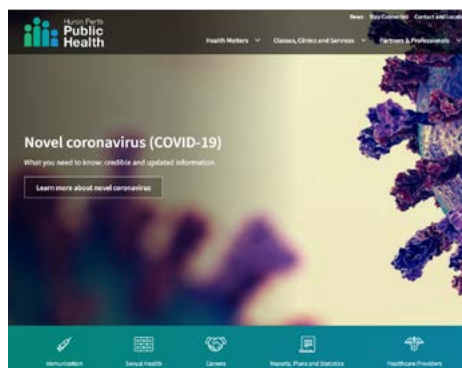 Huron Perth
Public
Health
News Stay Connected Contact and Locati
Health Matters Classes, Clinics and Services Partners & Professionals
Novel coronavirus (COVID-19)
What you need to know: credible and updated information
Learn more about novel coronavirus
Immunization Sexual Health Careers Reports, Plans and Statistics Healthcare Providers